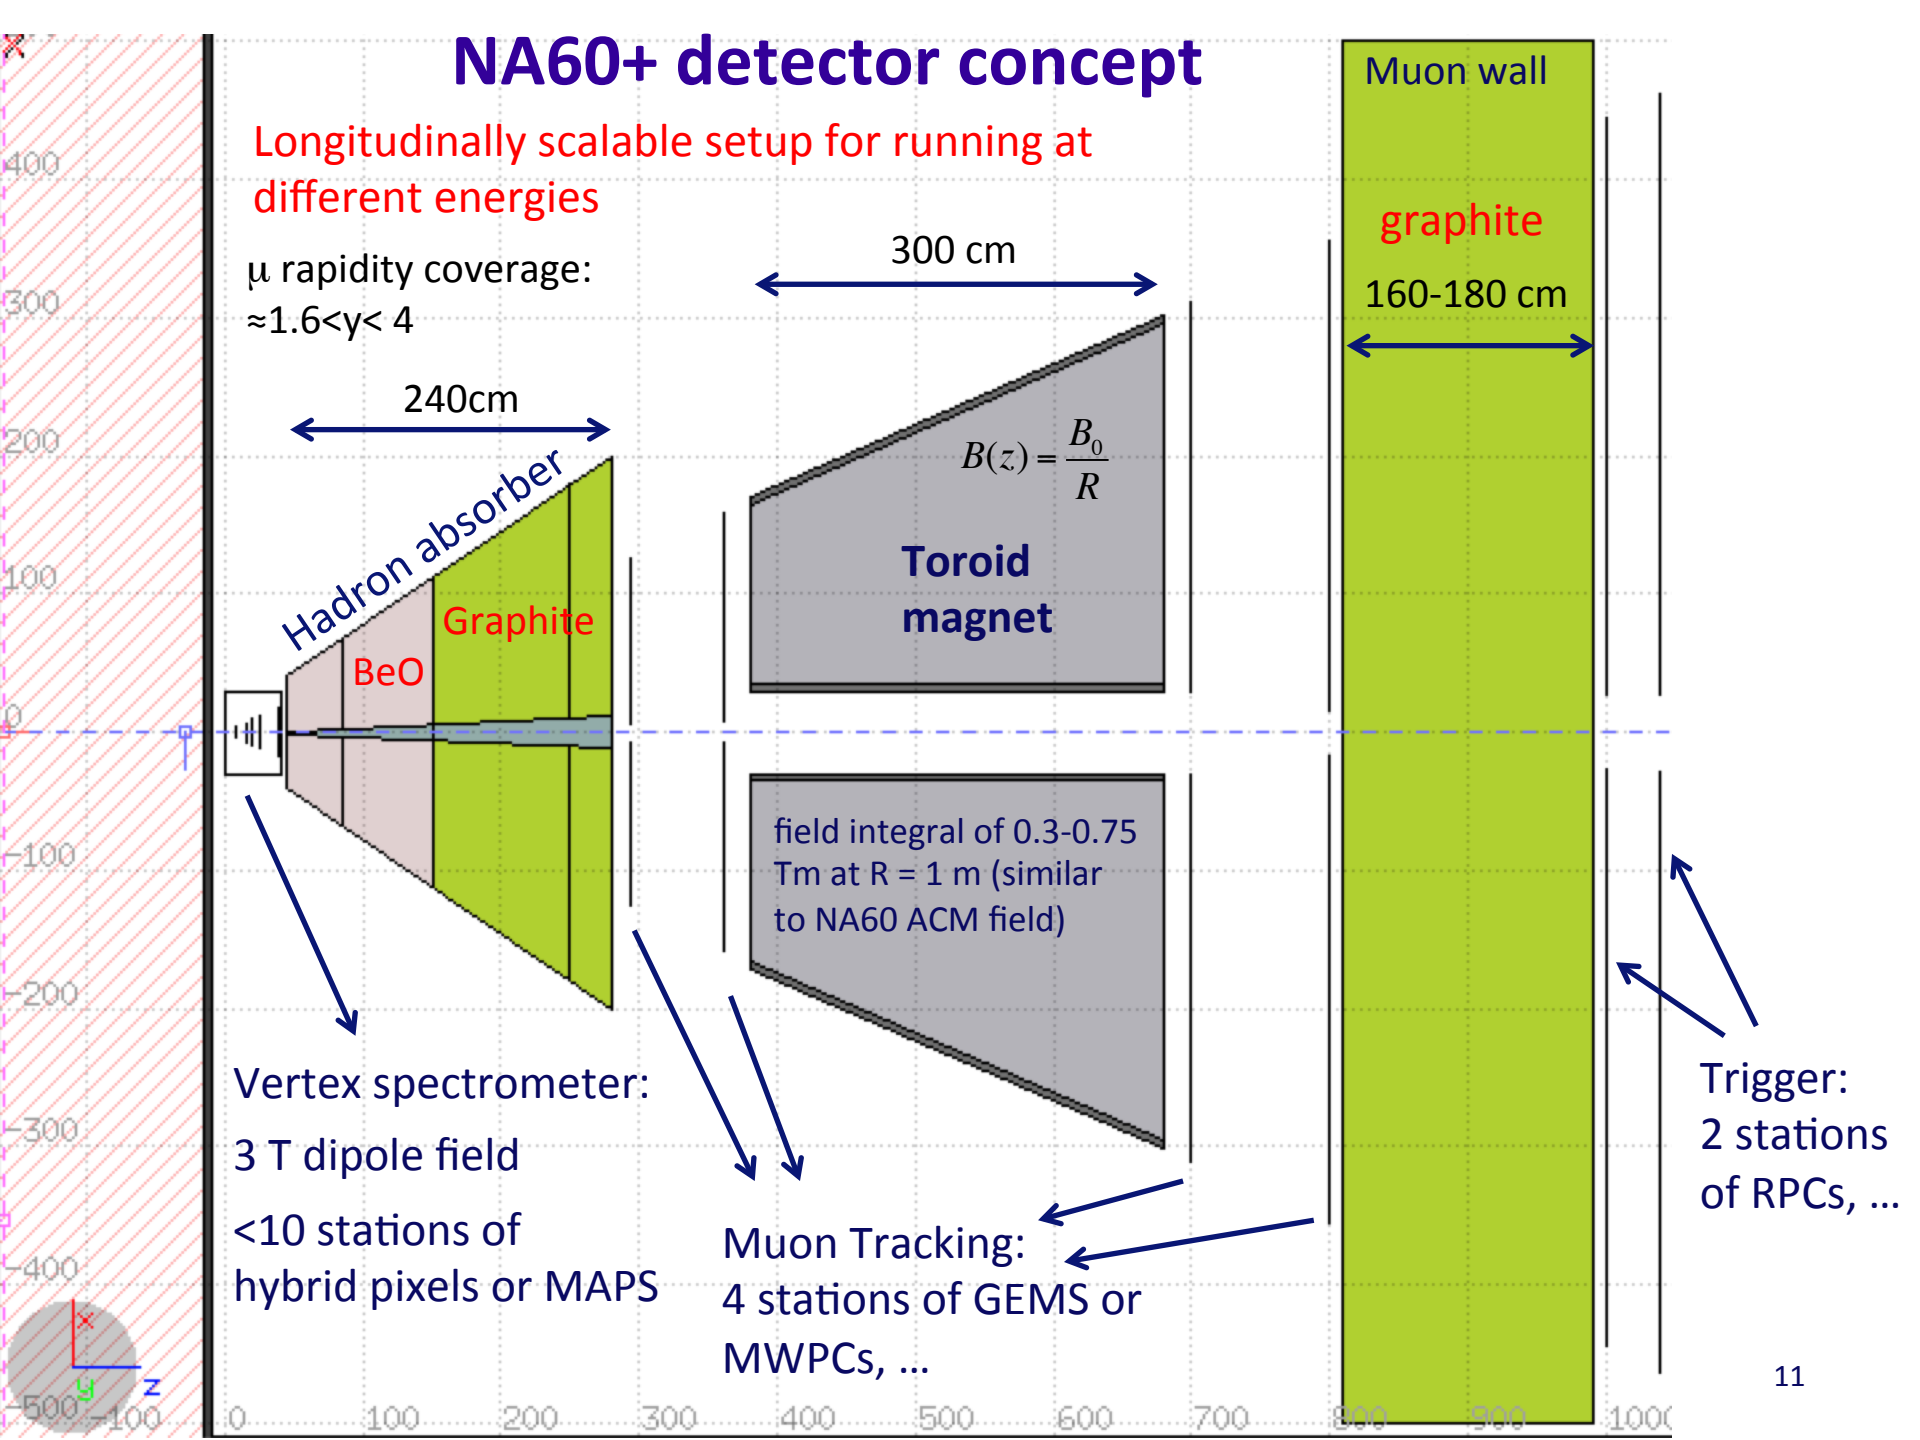 NA60+ detector concept
Muon wall
Longitudinally scalable setup for running at
different energies
μ rapidity coverage:
≈1.6<y< 4
300 cm
graphite
160-180 cm
240cm
Hadron absorber
B(z) = B₀/R
Toroid
magnet
Graphite
BeO
field integral of 0.3-0.75
Tm at R = 1 m (similar
to NA60 ACM field)
Vertex spectrometer:
3 T dipole field
<10 stations of
hybrid pixels or MAPS
Muon Tracking:
4 stations of GEMS or
MWPCs, ...
Trigger:
2 stations
of RPCs, ...
11
400
300
200
100
0
-100
-200
-300
-400
-500
-100 0 100 200 300 400 500 600 700 800 900 1000
x
y
z